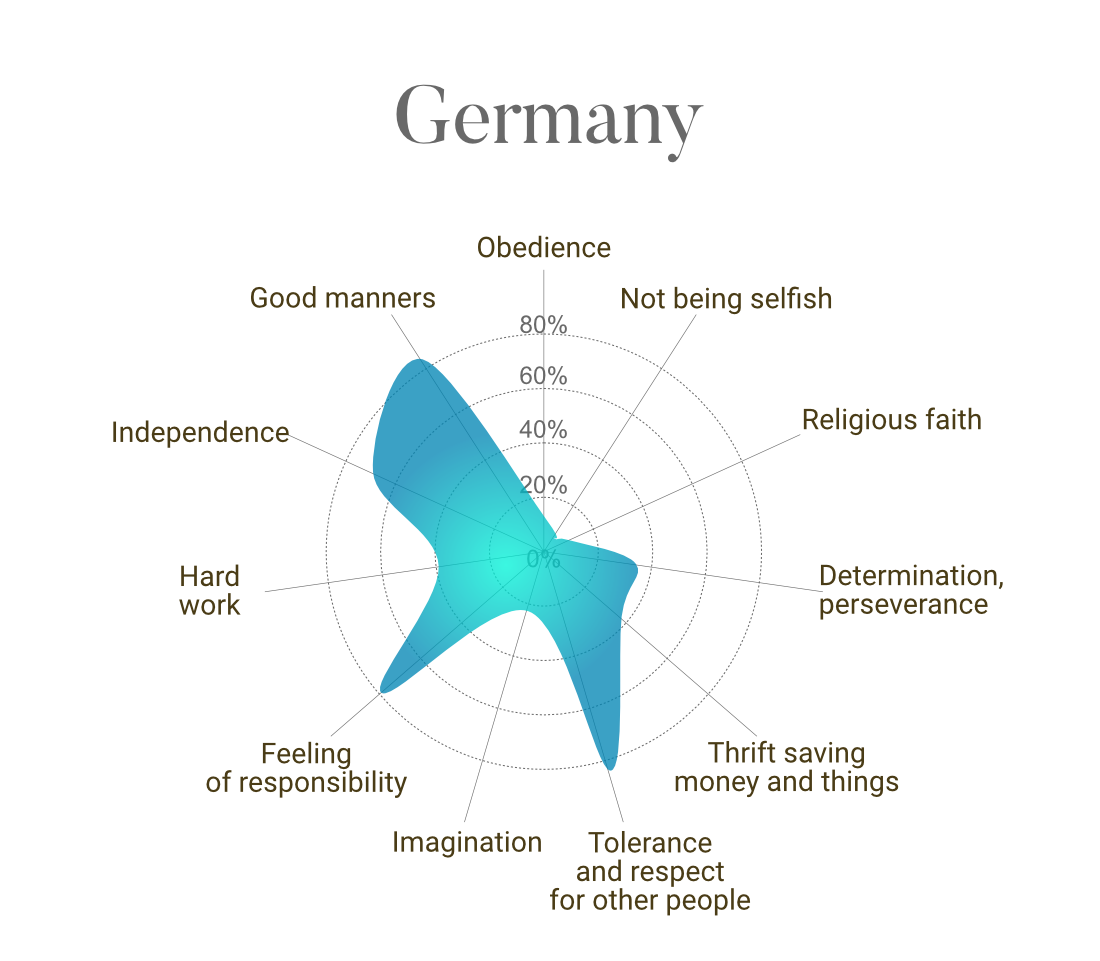 Germany
Obedience
Good manners
Not being selfish
80%
60%
Religious faith
Independence
40%
20%
0%
Hard
work
Determination,
perseverance
Feeling
of responsibility
Thrift saving
money and things
Imagination
Tolerance
and respect
for other people